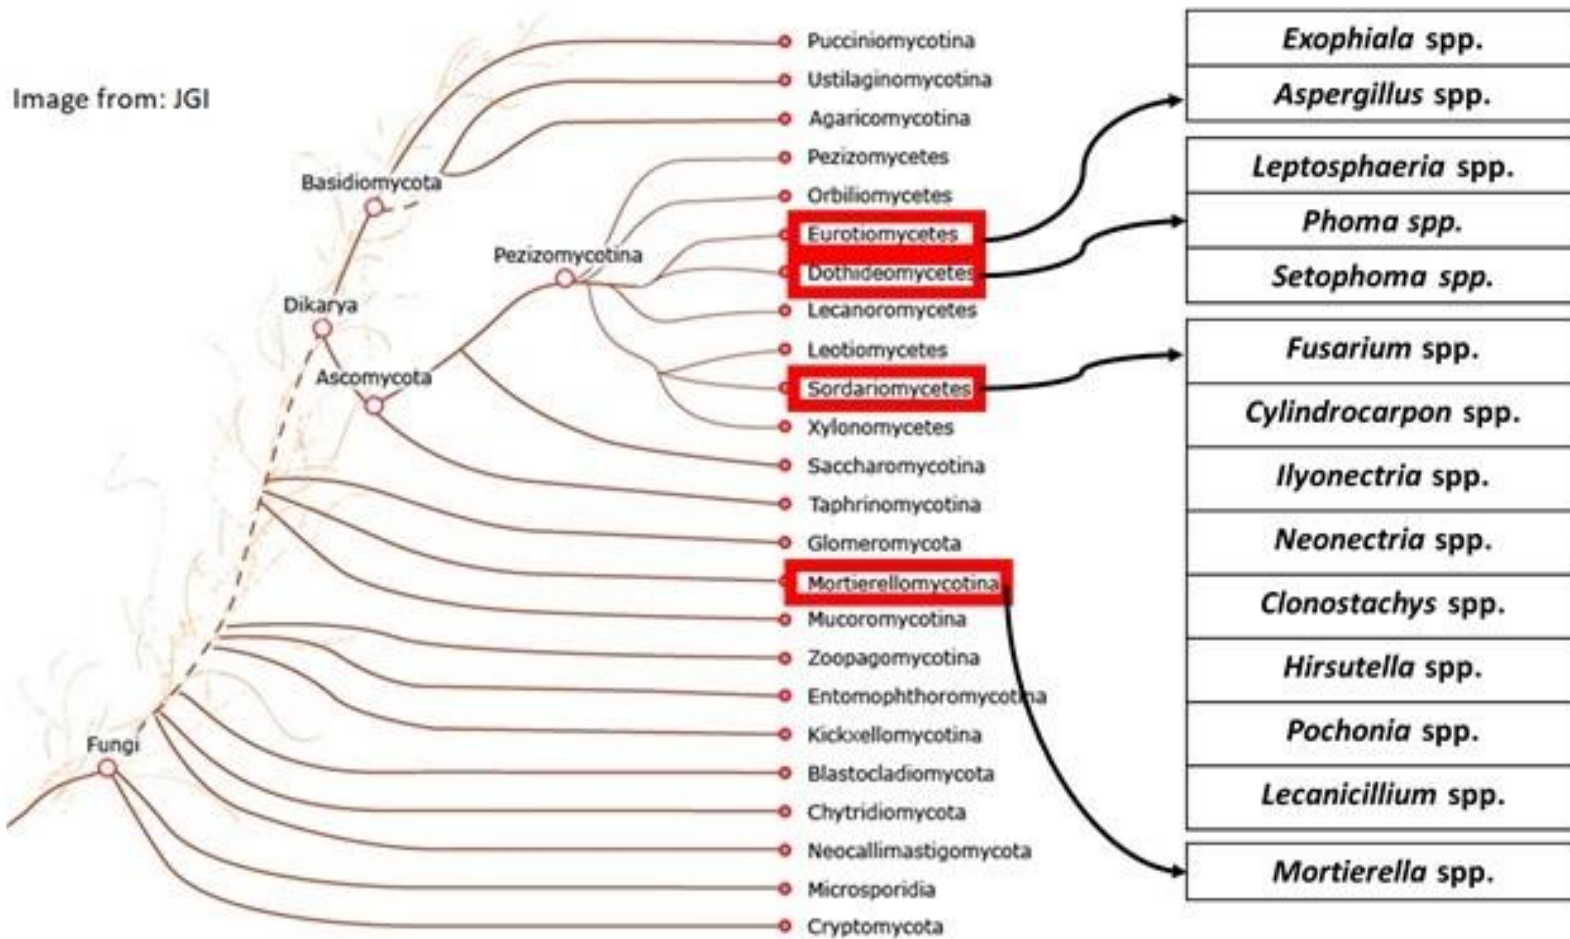 Image from: JGI
Fungi
Dikarya
Basidiomycota
Ascomycota
Pezizomycotina
Pucciniomycotina
Ustilaginomycotina
Agaricomycotina
Pezizomycetes
Orbiliomycetes
Eurotiomycetes
Dothideomycetes
Lecanoromycetes
Leotiomycetes
Sordariomycetes
Xylonomycetes
Saccharomycotina
Taphrinomycotina
Glomeromycota
Mortierellomycotina
Mucoromycotina
Zoopagomycotina
Entomophthoromycotina
Kickxellomycotina
Blastocladiomycota
Chytridiomycota
Neocallimastigomycota
Microsporidia
Cryptomycota
Exophiala spp.
Aspergillus spp.
Leptosphaeria spp.
Phoma spp.
Setophoma spp.
Fusarium spp.
Cylindrocarpon spp.
Ilyonectria spp.
Neonectria spp.
Clonostachys spp.
Hirsutella spp.
Pochonia spp.
Lecanicillium spp.
Mortierella spp.